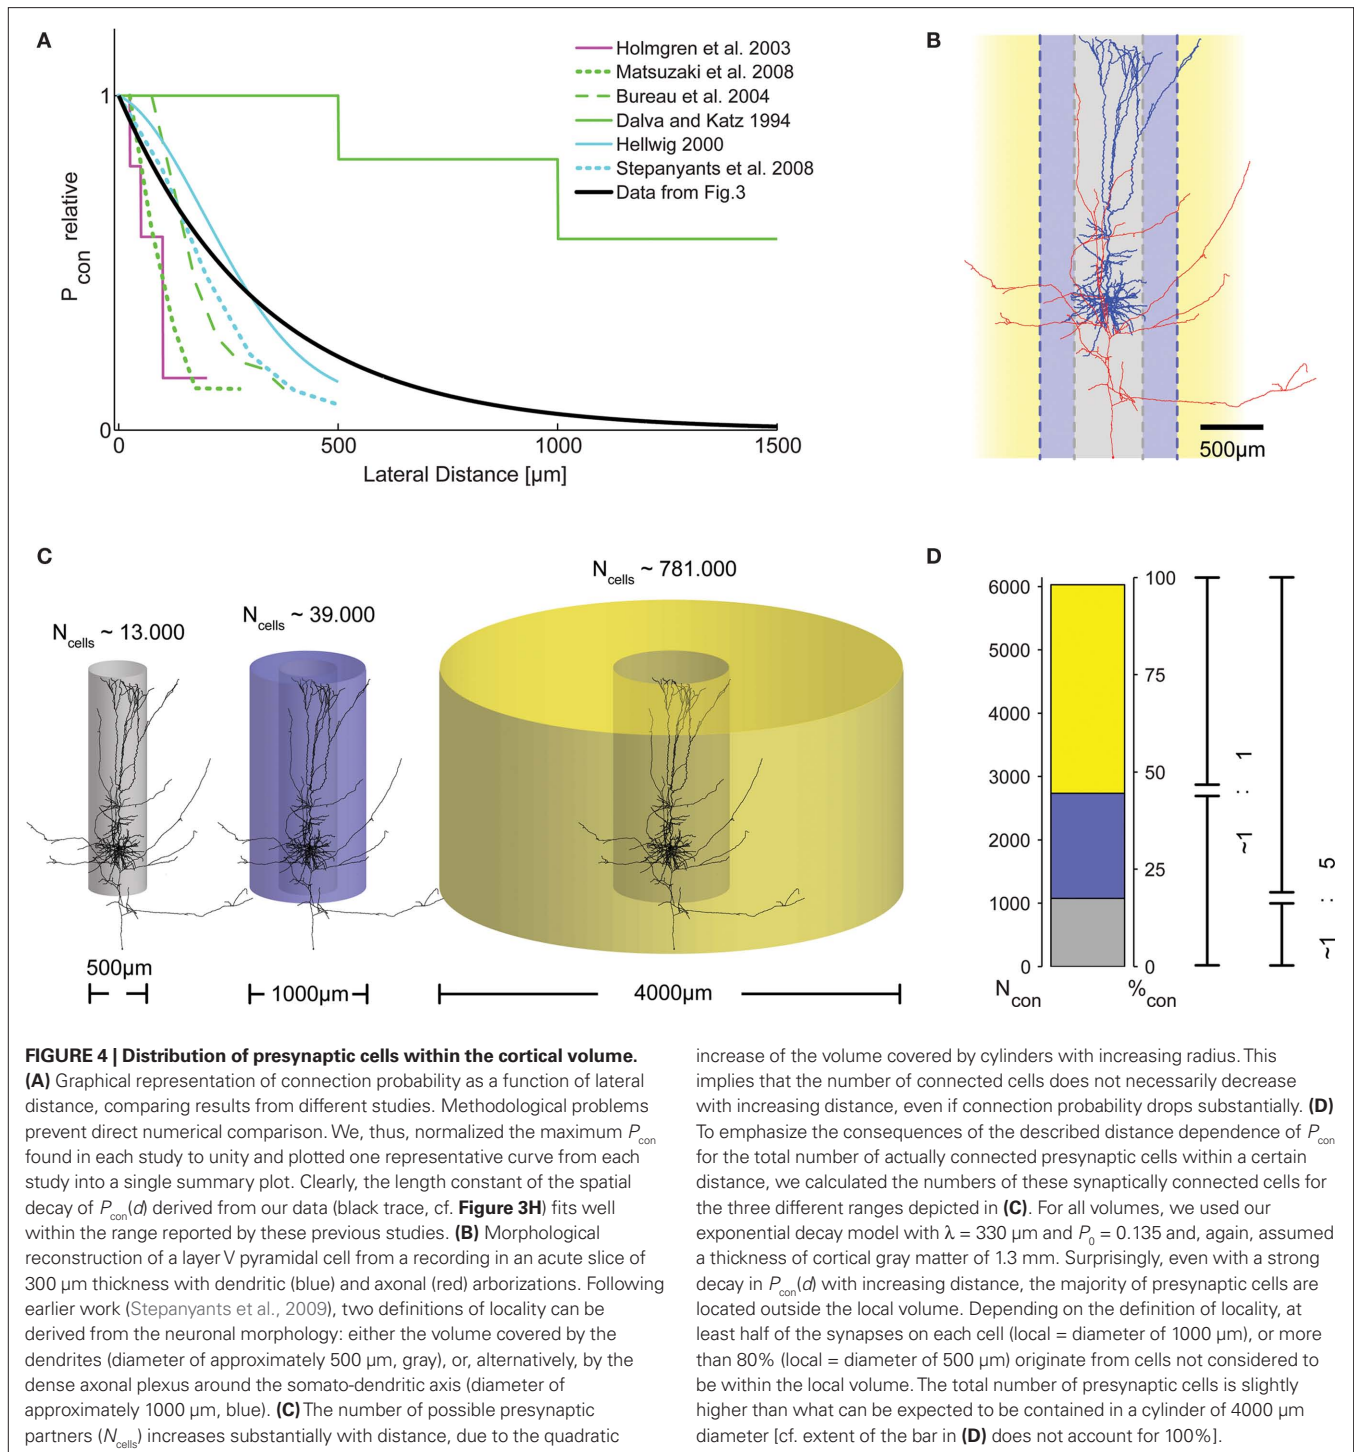 A
Holmgren et al. 2003
Matsuzaki et al. 2008
Bureau et al. 2004
Dalva and Katz 1994
Hellwig 2000
Stepanyants et al. 2008
Data from Fig.3
1
0
P con relative
0
500
1000
1500
Lateral Distance [µm]
B
500µm
C
N cells ~ 13.000
N cells ~ 39.000
N cells ~ 781.000
500µm
1000µm
4000µm
D
6000
5000
4000
3000
2000
1000
0
N con
100
75
50
25
0
% con
~1 : 1
~1 : 5
FIGURE 4 | Distribution of presynaptic cells within the cortical volume.
(A) Graphical representation of connection probability as a function of lateral
distance, comparing results from different studies. Methodological problems
prevent direct numerical comparison. We, thus, normalized the maximum Pcon
found in each study to unity and plotted one representative curve from each
study into a single summary plot. Clearly, the length constant of the spatial
decay of Pcon(d) derived from our data (black trace, cf. Figure 3H) fits well
within the range reported by these previous studies. (B) Morphological
reconstruction of a layer V pyramidal cell from a recording in an acute slice of
300 µm thickness with dendritic (blue) and axonal (red) arborizations. Following
earlier work (Stepanyants et al., 2009), two definitions of locality can be
derived from the neuronal morphology: either the volume covered by the
dendrites (diameter of approximately 500 µm, gray), or, alternatively, by the
dense axonal plexus around the somato-dendritic axis (diameter of
approximately 1000 µm, blue). (C) The number of possible presynaptic
partners (Ncells) increases substantially with distance, due to the quadratic
increase of the volume covered by cylinders with increasing radius. This
implies that the number of connected cells does not necessarily decrease
with increasing distance, even if connection probability drops substantially. (D)
To emphasize the consequences of the described distance dependence of Pcon
for the total number of actually connected presynaptic cells within a certain
distance, we calculated the numbers of these synaptically connected cells for
the three different ranges depicted in (C). For all volumes, we used our
exponential decay model with λ = 330 µm and P0 = 0.135 and, again, assumed
a thickness of cortical gray matter of 1.3 mm. Surprisingly, even with a strong
decay in Pcon(d) with increasing distance, the majority of presynaptic cells are
located outside the local volume. Depending on the definition of locality, at
least half of the synapses on each cell (local = diameter of 1000 µm), or more
than 80% (local = diameter of 500 µm) originate from cells not considered to
be within the local volume. The total number of presynaptic cells is slightly
higher than what can be expected to be contained in a cylinder of 4000 µm
diameter [cf. extent of the bar in (D) does not account for 100%].